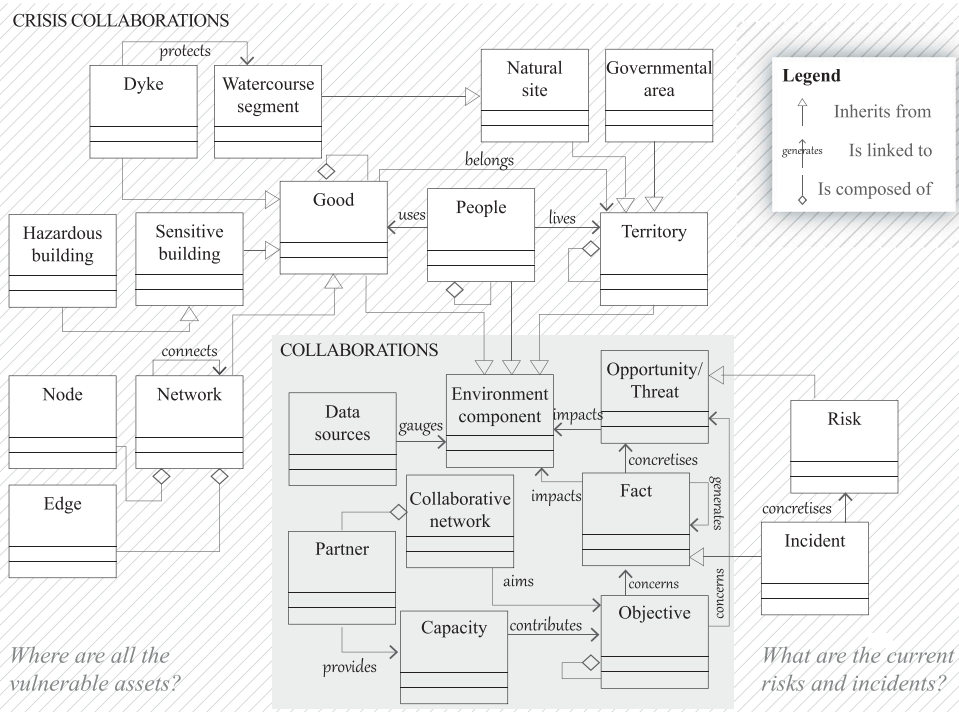 CRISIS COLLABORATIONS
protects
Dyke
Watercourse
segment
Natural
site
Governmental
area
Legend
Inherits from
generates
Is linked to
Is composed of
belongs
Good
uses
People
lives
Territory
Hazardous
building
Sensitive
building
connects
Node
Network
Edge
COLLABORATIONS
Data
sources
gauges
Environment
component
impacts
Opportunity/
Threat
Risk
concretises
Collaborative
network
impacts
Fact
generates
concretises
Incident
Partner
aims
concerns
concerns
Objective
Capacity
contributes
provides
Where are all the
vulnerable assets?
What are the current
risks and incidents?